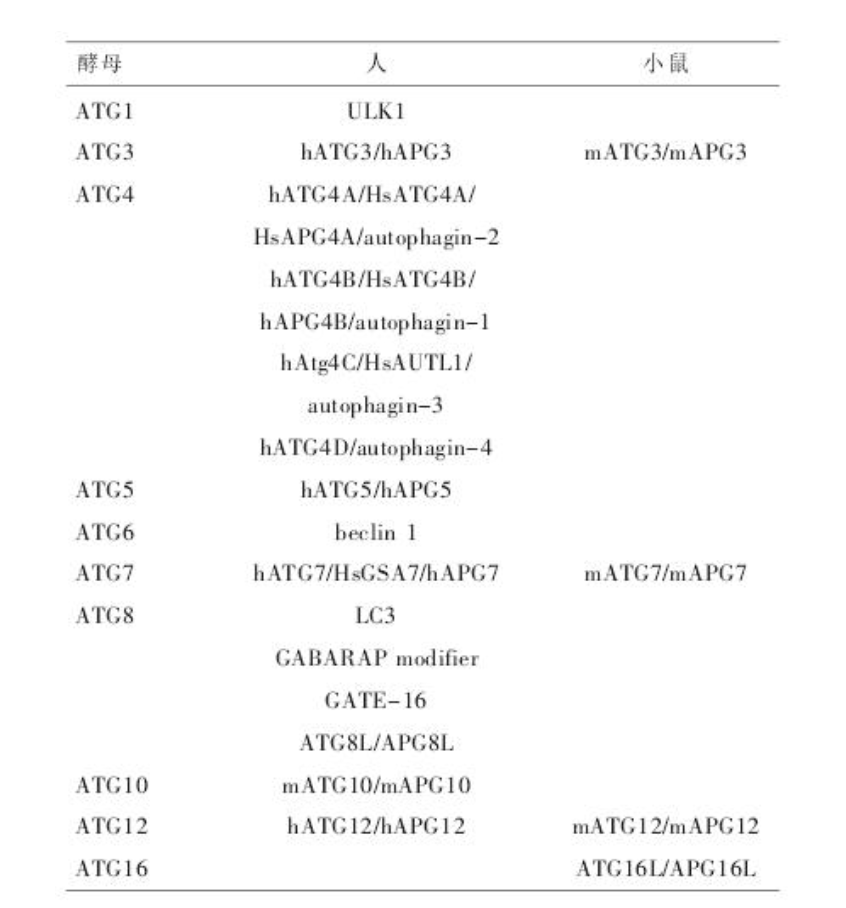 酵母 人 小鼠
ATG1 ULK1
ATG3 hATG3/hAPG3 mATG3/mAPG3
ATG4 hATG4A/HsATG4A/
HsAPG4A/autophagin-2
hATG4B/HsATG4B/
hAPG4B/autophagin-1
hAtg4C/HsAUTL1/
autophagin-3
hATG4D/autophagin-4
ATG5 hATG5/hAPG5
ATG6 beclin 1
ATG7 hATG7/HsGSA7/hAPG7 mATG7/mAPG7
ATG8 LC3
GABARAP modifier
GATE-16
ATG8L/APG8L
ATG10 mATG10/mAPG10
ATG12 hATG12/hAPG12 mATG12/mAPG12
ATG16 ATG16L/APG16L